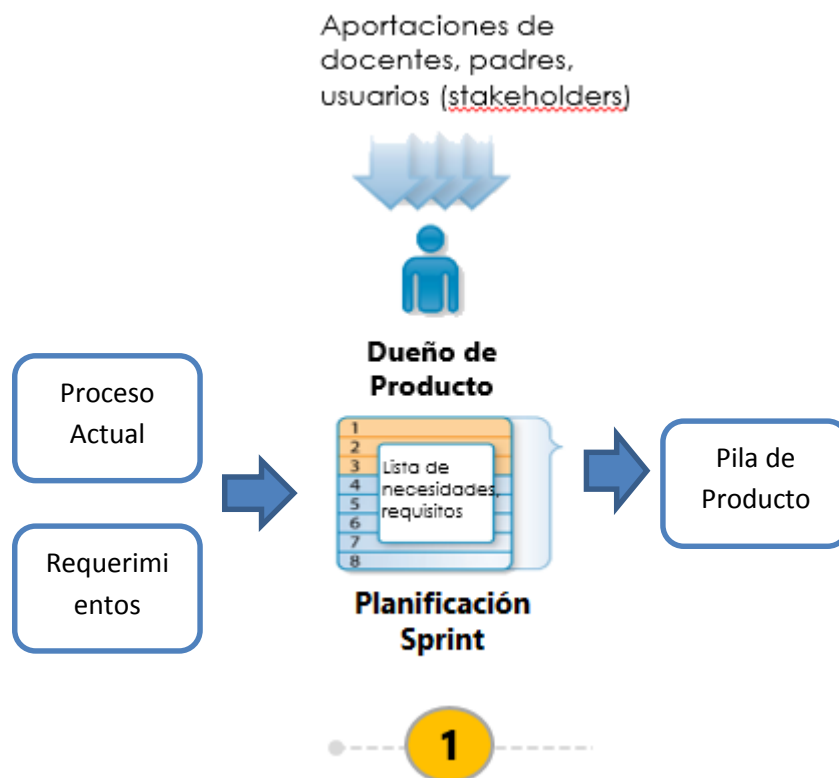 Aportaciones de
docentes, padres,
usuarios (stakeholders)
Dueño de
Producto
Proceso
Actual
Requerimi
entos
1
2
3
4
5
6
7
8
Lista de
necesidades,
requisitos
Planificación
Sprint
Pila de
Producto
1